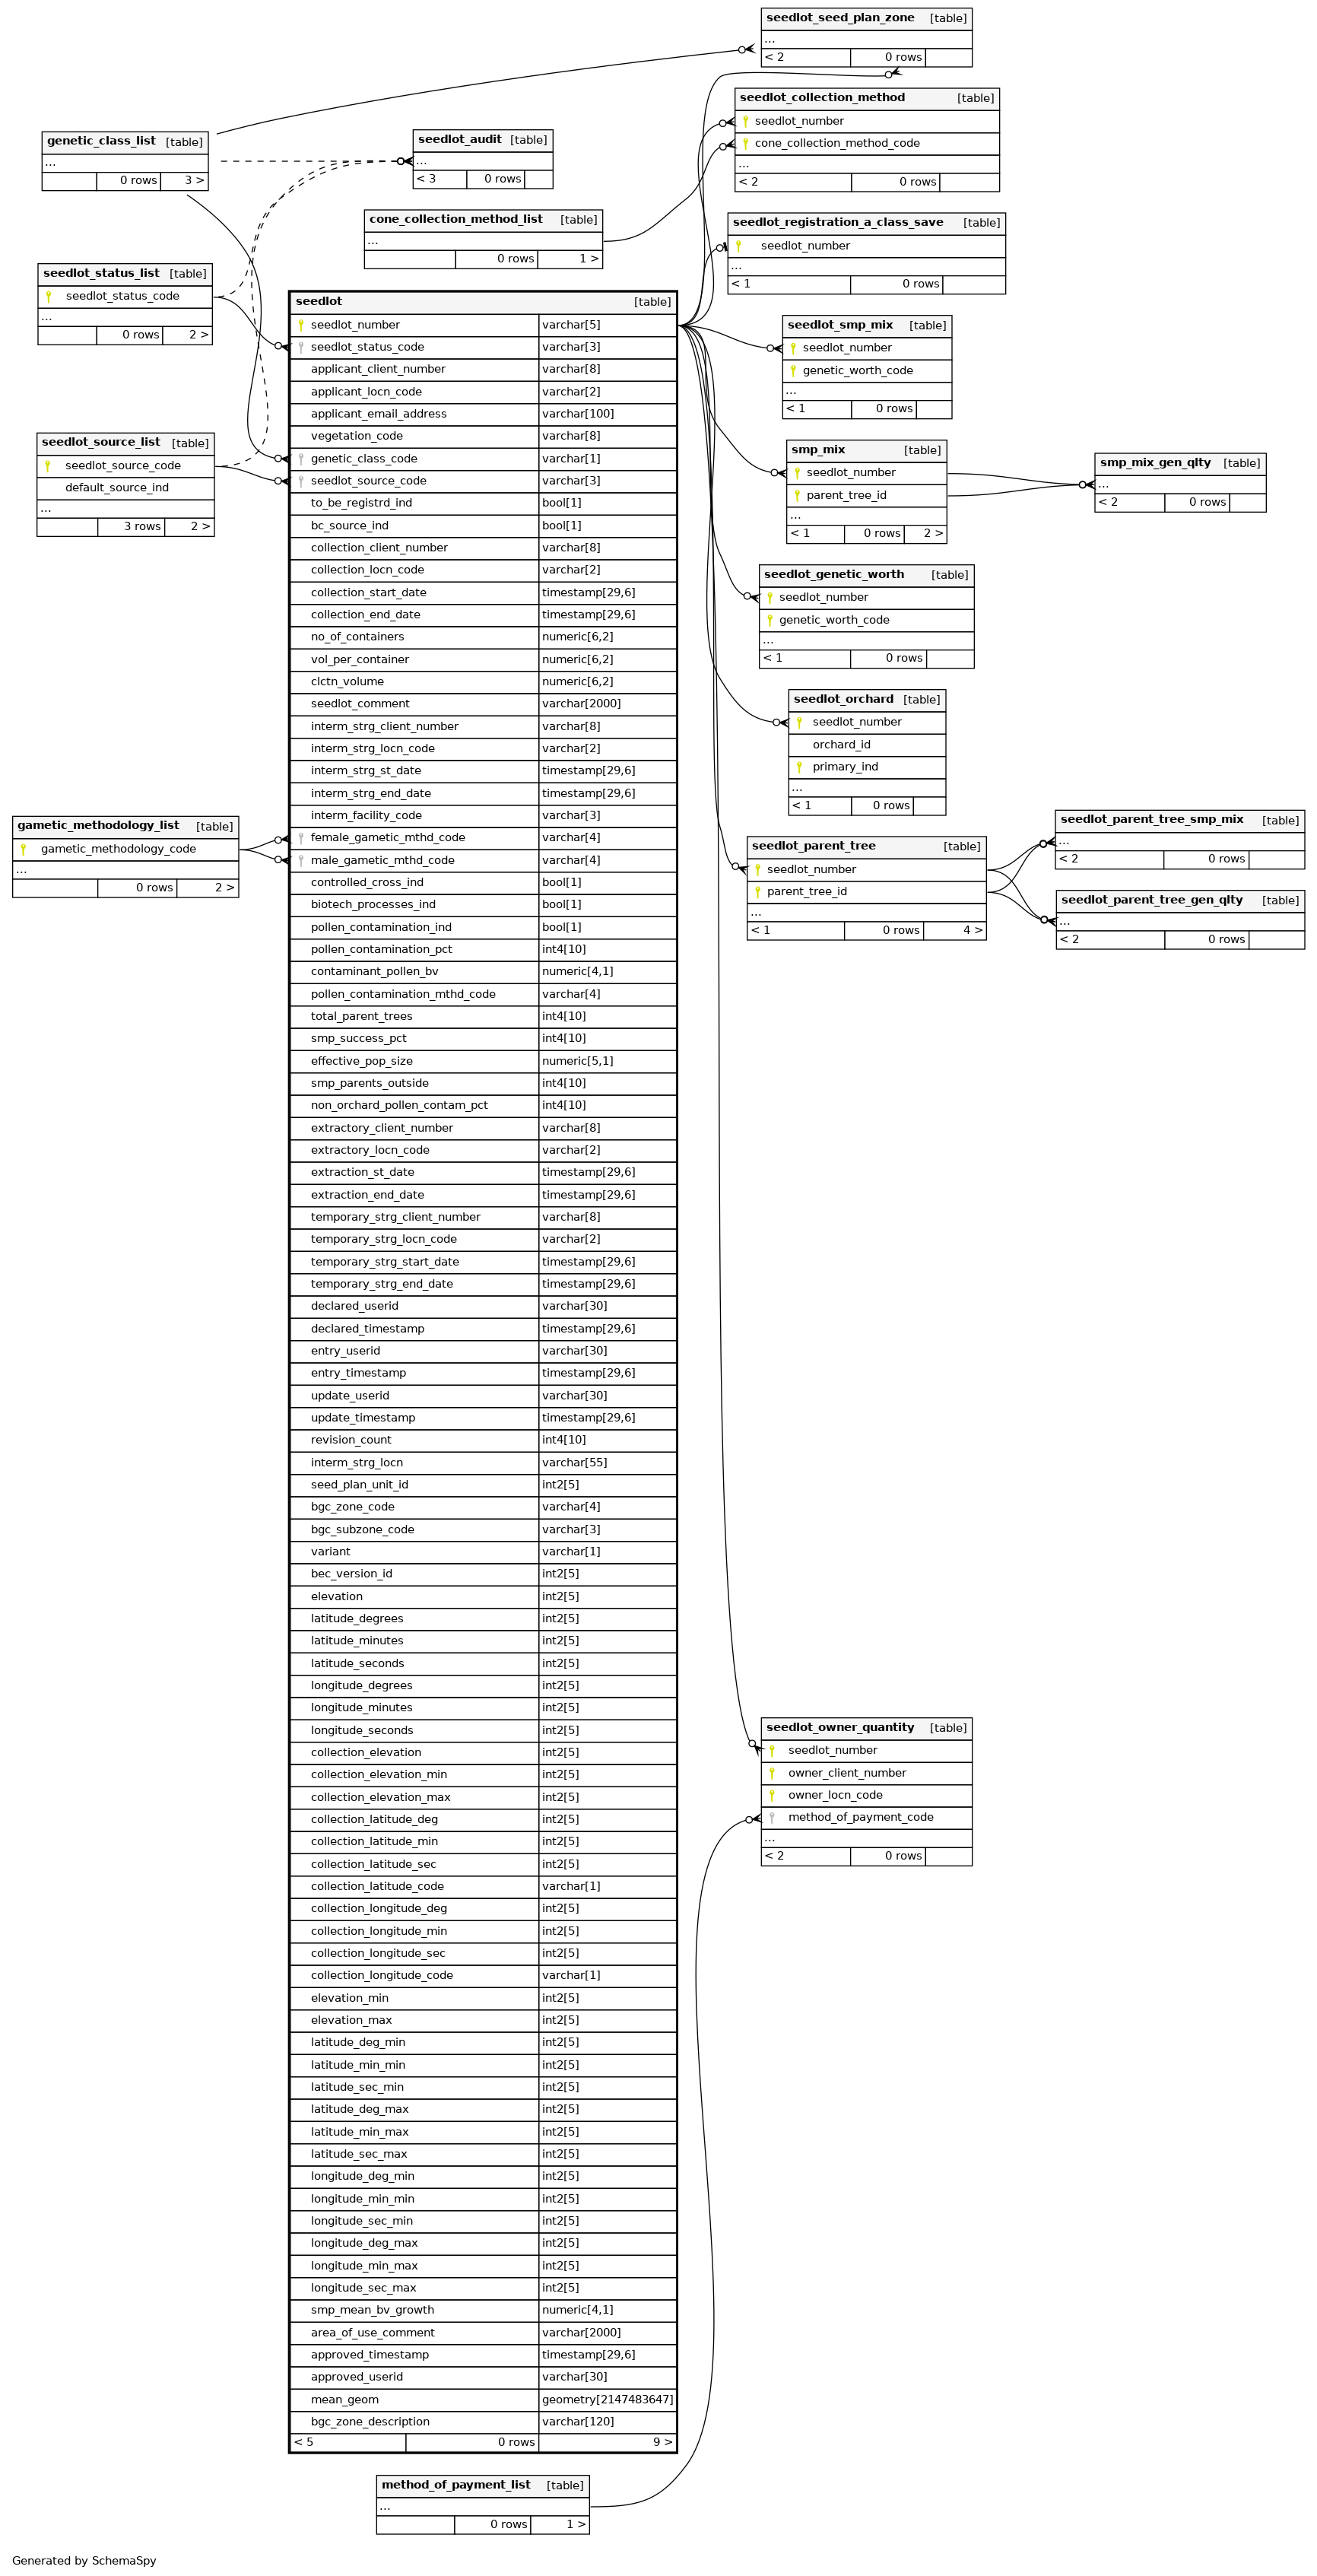 seedlot_seed_plan_zone [table]
...
< 2 0 rows
seedlot_collection_method [table]
seedlot_number
cone_collection_method_code
...
< 2 0 rows
genetic_class_list [table]
...
0 rows 3 >
seedlot_audit [table]
...
< 3 0 rows
cone_collection_method_list [table]
...
0 rows 1 >
seedlot_registration_a_class_save [table]
seedlot_number
...
< 1 0 rows
seedlot_status_list [table]
seedlot_status_code
...
0 rows 2 >
seedlot_source_list [table]
seedlot_source_code
default_source_ind
...
3 rows 2 >
gametic_methodology_list [table]
gametic_methodology_code
...
0 rows 2 >
seedlot [table]
seedlot_number varchar[5]
seedlot_status_code varchar[3]
applicant_client_number varchar[8]
applicant_locn_code varchar[2]
applicant_email_address varchar[100]
vegetation_code varchar[8]
genetic_class_code varchar[1]
seedlot_source_code varchar[3]
to_be_registrd_ind bool[1]
bc_source_ind bool[1]
collection_client_number varchar[8]
collection_locn_code varchar[2]
collection_start_date timestamp[29,6]
collection_end_date timestamp[29,6]
no_of_containers numeric[6,2]
vol_per_container numeric[6,2]
clctn_volume numeric[6,2]
seedlot_comment varchar[2000]
interm_strg_client_number varchar[8]
interm_strg_locn_code varchar[2]
interm_strg_st_date timestamp[29,6]
interm_strg_end_date timestamp[29,6]
interm_facility_code varchar[3]
female_gametic_mthd_code varchar[4]
male_gametic_mthd_code varchar[4]
controlled_cross_ind bool[1]
biotech_processes_ind bool[1]
pollen_contamination_ind bool[1]
pollen_contamination_pct int4[10]
contaminant_pollen_bv numeric[4,1]
pollen_contamination_mthd_code varchar[4]
total_parent_trees int4[10]
smp_success_pct int4[10]
effective_pop_size numeric[5,1]
smp_parents_outside int4[10]
non_orchard_pollen_contam_pct int4[10]
extractory_client_number varchar[8]
extractory_locn_code varchar[2]
extraction_st_date timestamp[29,6]
extraction_end_date timestamp[29,6]
temporary_strg_client_number varchar[8]
temporary_strg_locn_code varchar[2]
temporary_strg_start_date timestamp[29,6]
temporary_strg_end_date timestamp[29,6]
declared_userid varchar[30]
declared_timestamp timestamp[29,6]
entry_userid varchar[30]
entry_timestamp timestamp[29,6]
update_userid varchar[30]
update_timestamp timestamp[29,6]
revision_count int4[10]
interm_strg_locn varchar[55]
seed_plan_unit_id int2[5]
bgc_zone_code varchar[4]
bgc_subzone_code varchar[3]
variant varchar[1]
bec_version_id int2[5]
elevation int2[5]
latitude_degrees int2[5]
latitude_minutes int2[5]
latitude_seconds int2[5]
longitude_degrees int2[5]
longitude_minutes int2[5]
longitude_seconds int2[5]
collection_elevation int2[5]
collection_elevation_min int2[5]
collection_elevation_max int2[5]
collection_latitude_deg int2[5]
collection_latitude_min int2[5]
collection_latitude_sec int2[5]
collection_latitude_code varchar[1]
collection_longitude_deg int2[5]
collection_longitude_min int2[5]
collection_longitude_sec int2[5]
collection_longitude_code varchar[1]
elevation_min int2[5]
elevation_max int2[5]
latitude_deg_min int2[5]
latitude_min_min int2[5]
latitude_sec_min int2[5]
latitude_deg_max int2[5]
latitude_min_max int2[5]
latitude_sec_max int2[5]
longitude_deg_min int2[5]
longitude_min_min int2[5]
longitude_sec_min int2[5]
longitude_deg_max int2[5]
longitude_min_max int2[5]
longitude_sec_max int2[5]
smp_mean_bv_growth numeric[4,1]
area_of_use_comment varchar[2000]
approved_timestamp timestamp[29,6]
approved_userid varchar[30]
mean_geom geometry[2147483647]
bgc_zone_description varchar[120]
< 5 0 rows 9 >
seedlot_smp_mix [table]
seedlot_number
genetic_worth_code
...
< 1 0 rows
smp_mix [table]
seedlot_number
parent_tree_id
...
< 1 0 rows 2 >
smp_mix_gen_qlty [table]
...
< 2 0 rows
seedlot_genetic_worth [table]
seedlot_number
genetic_worth_code
...
< 1 0 rows
seedlot_orchard [table]
seedlot_number
orchard_id
primary_ind
...
< 1 0 rows
seedlot_parent_tree [table]
seedlot_number
parent_tree_id
...
< 1 0 rows 4 >
seedlot_parent_tree_smp_mix [table]
...
< 2 0 rows
seedlot_parent_tree_gen_qlty [table]
...
< 2 0 rows
seedlot_owner_quantity [table]
seedlot_number
owner_client_number
owner_locn_code
method_of_payment_code
...
< 2 0 rows
method_of_payment_list [table]
...
0 rows 1 >
Generated by SchemaSpy